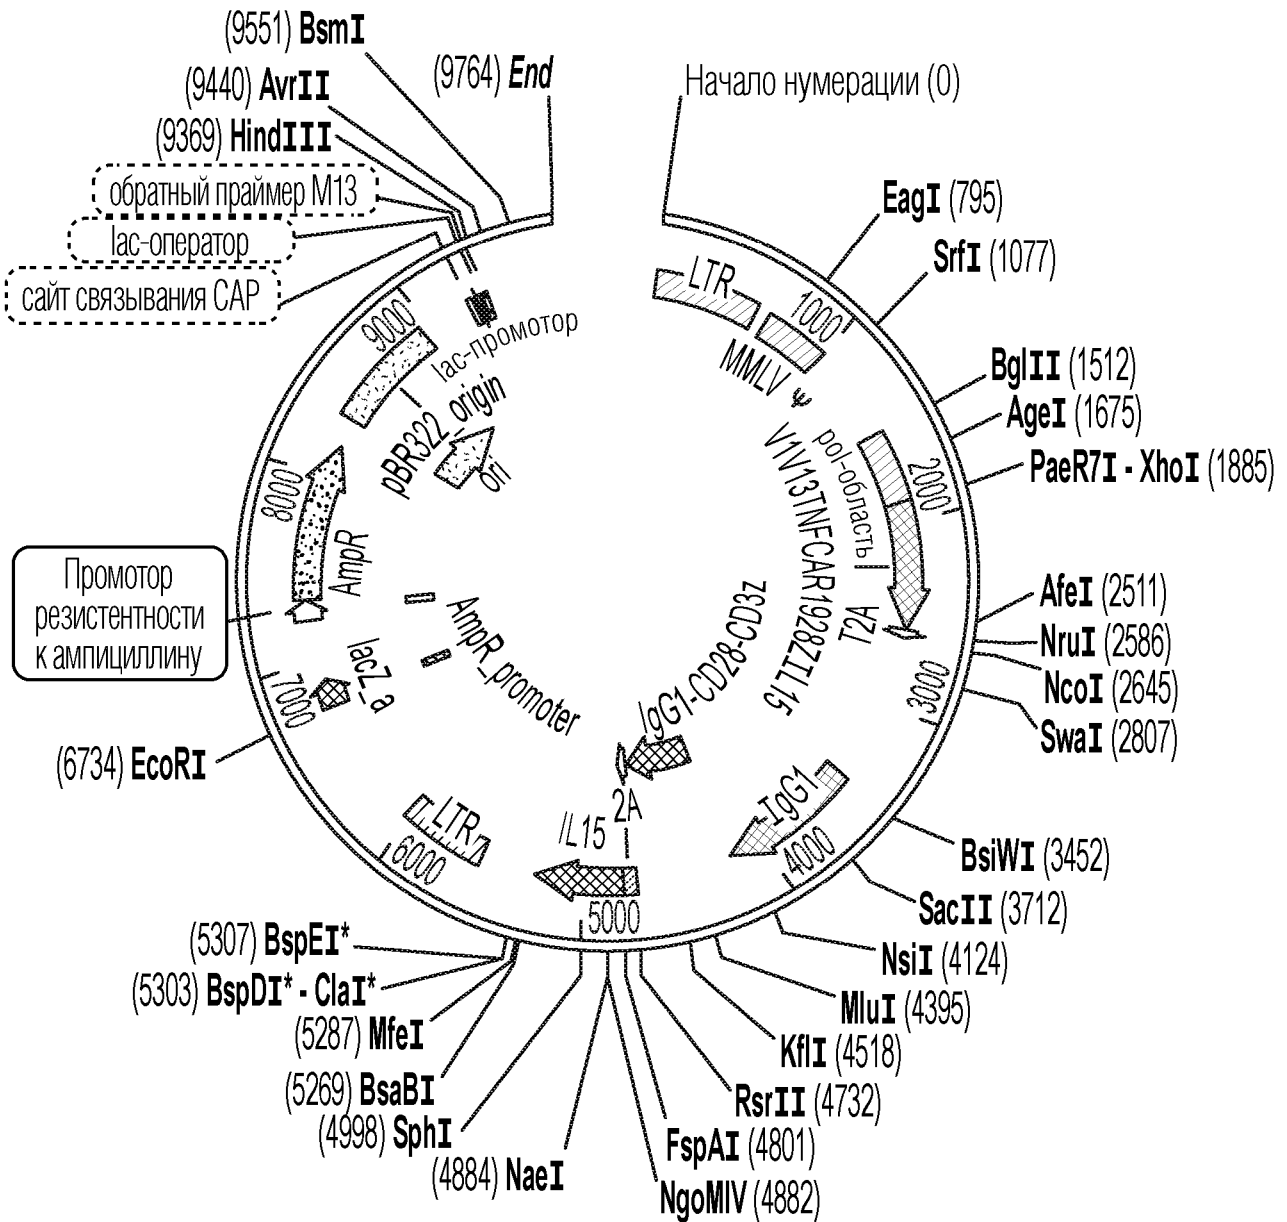 (9551) BsmI
(9440) AvrII
(9369) HindIII
(9764) End
Начало нумерации (0)
обратный праймер M13
lac-оператор
сайт связывания CAP
EagI (795)
SrfI (1077)
BglII (1512)
AgeI (1675)
PaeR7I - XhoI (1885)
AfeI (2511)
NruI (2586)
NcoI (2645)
SwaI (2807)
BsiWI (3452)
SacII (3712)
NsiI (4124)
MluI (4395)
KflI (4518)
RsrII (4732)
FspAI (4801)
NgoMIV (4882)
(4884) NaeI
(4998) SphI
(5269) BsaBI
(5287) MfeI
(5303) BspDI* - ClaI*
(5307) BspEI*
(6734) EcoRI
Промотор
резистентности
к ампициллину
LTR
1000
MMLV Ψ
pol-область
2000
V1V13TNFCAR1928ZTIL15
T2A
3000
IgG1
4000
IgG1-CD28-CD3z
2A
IL15
5000
LTR
6000
lacZ_a
7000
AmpR_promoter
AmpR
8000
pBR322_origin
ori
9000
lac-промотор